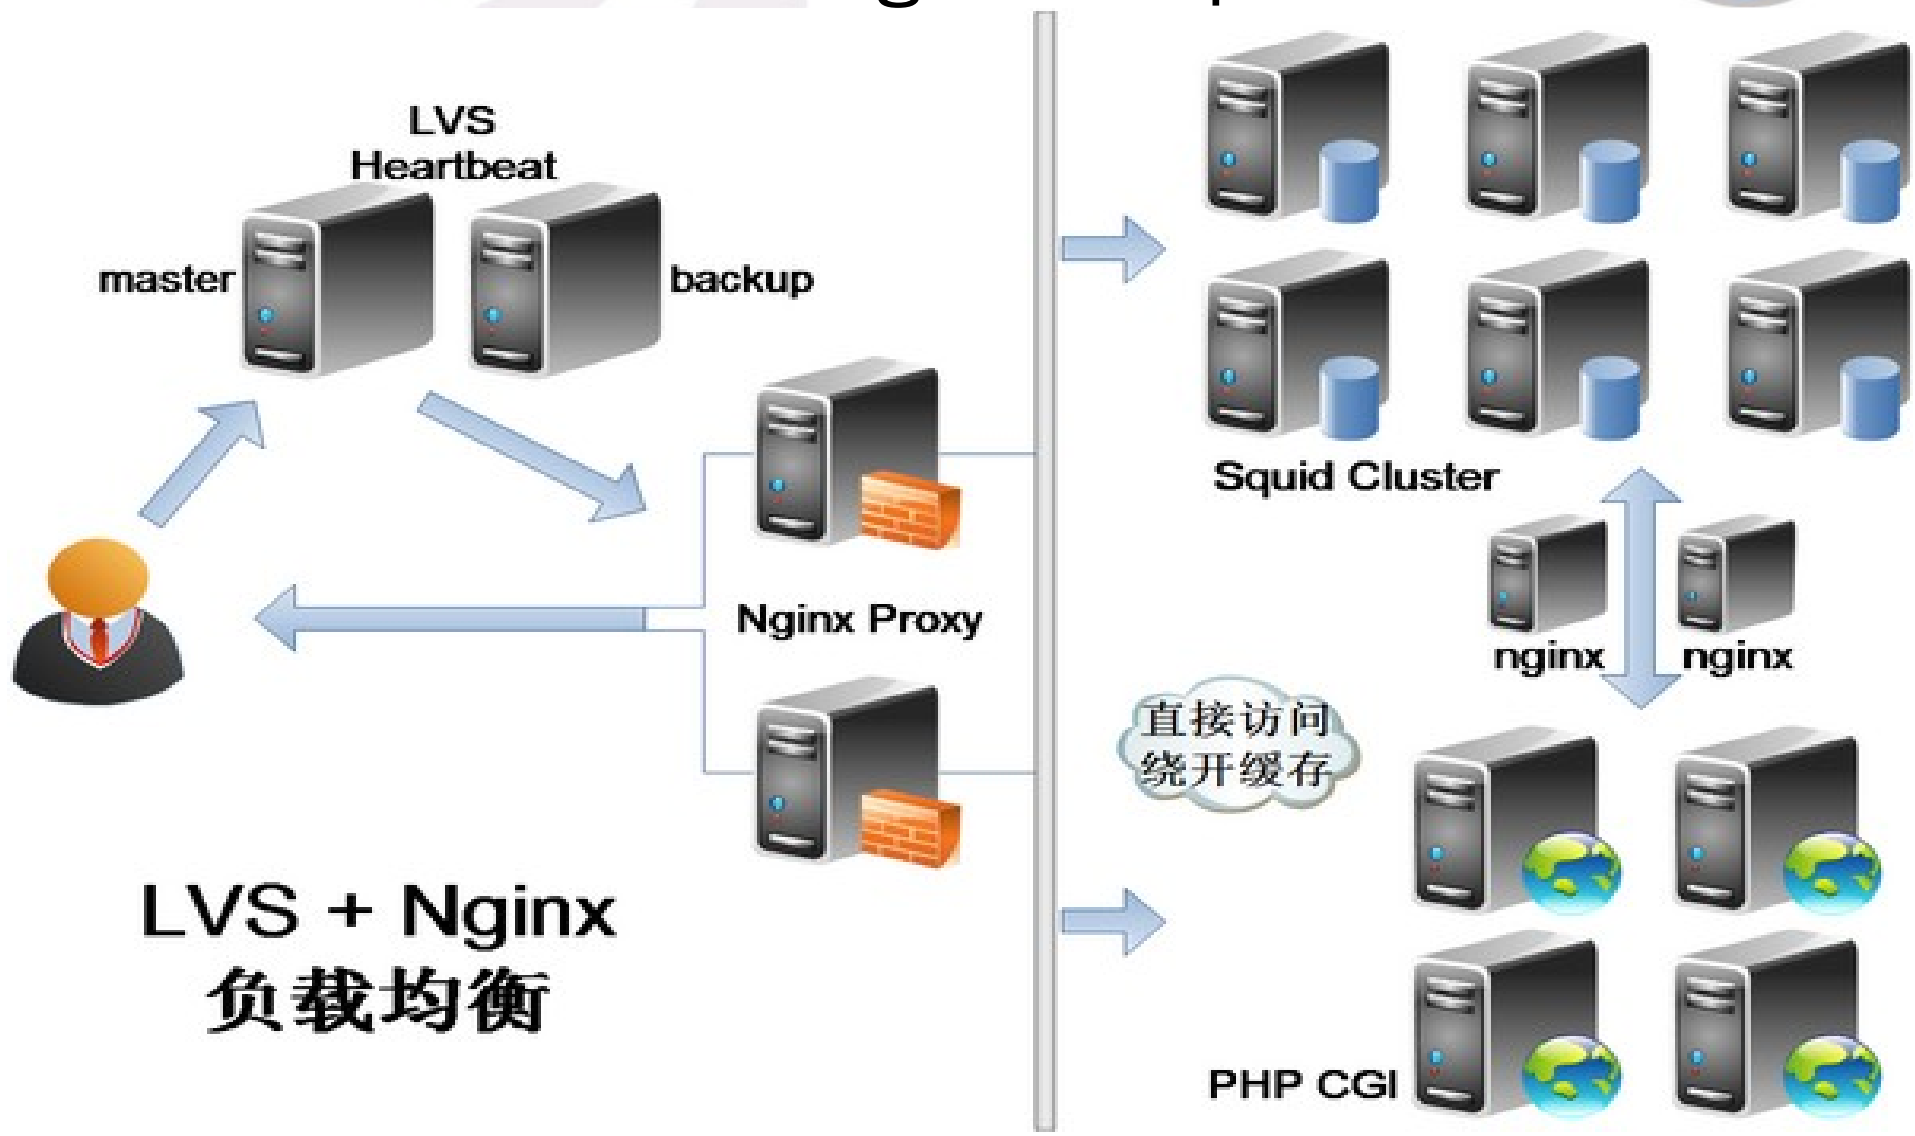 LVS
Heartbeat
master
backup
Nginx Proxy
LVS + Nginx
负载均衡
Squid Cluster
nginx
nginx
直接访问
绕开缓存
PHP CGI